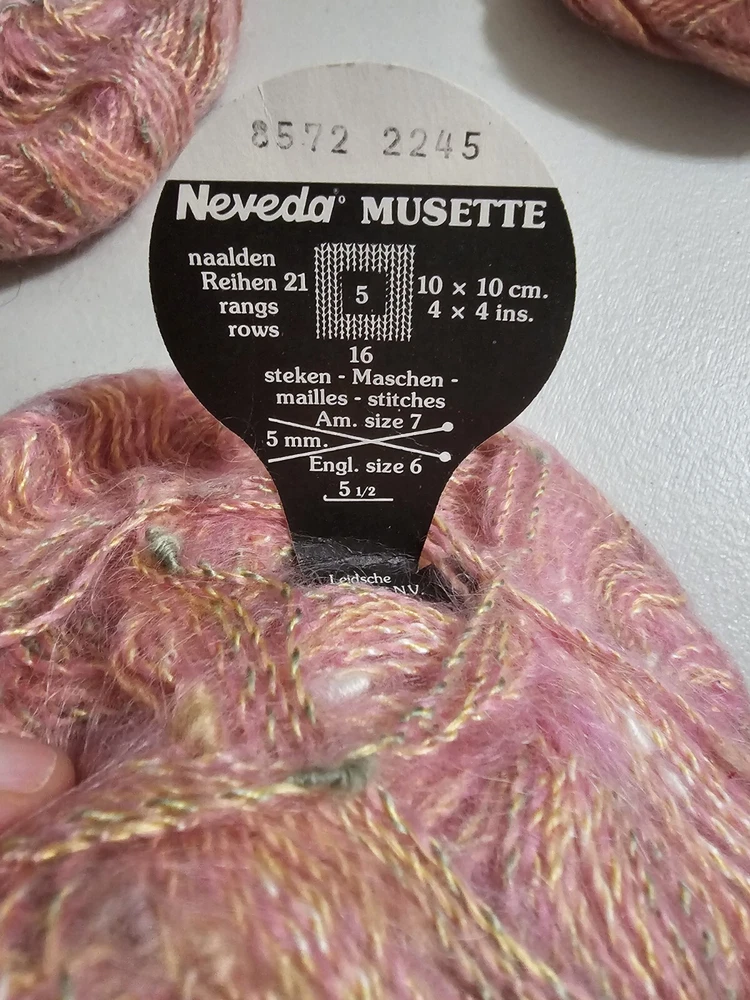 8572 2245
Neveda® MUSETTE
naalden
Reihen 21
rangs
rows
5
10 × 10 cm.
4 × 4 ins.
16
steken - Maschen -
mailles - stitches
Am. size 7
5 mm.
Engl. size 6
5 1/2
Leidsche
N.V.